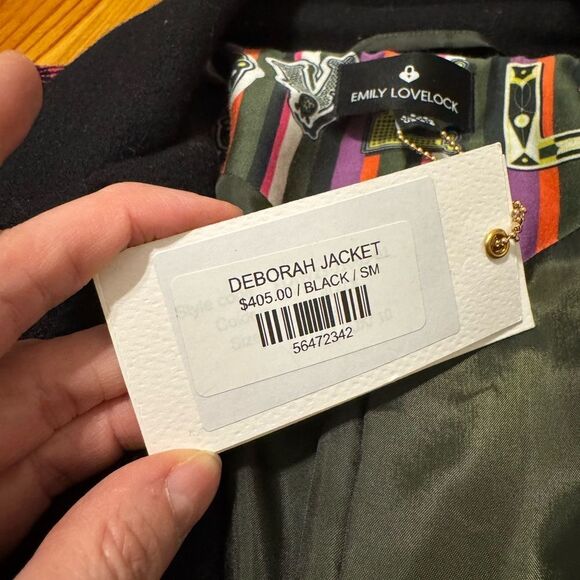 EMILY LOVELOCK
DEBORAH JACKET
$405.00 / BLACK / SM
56472342